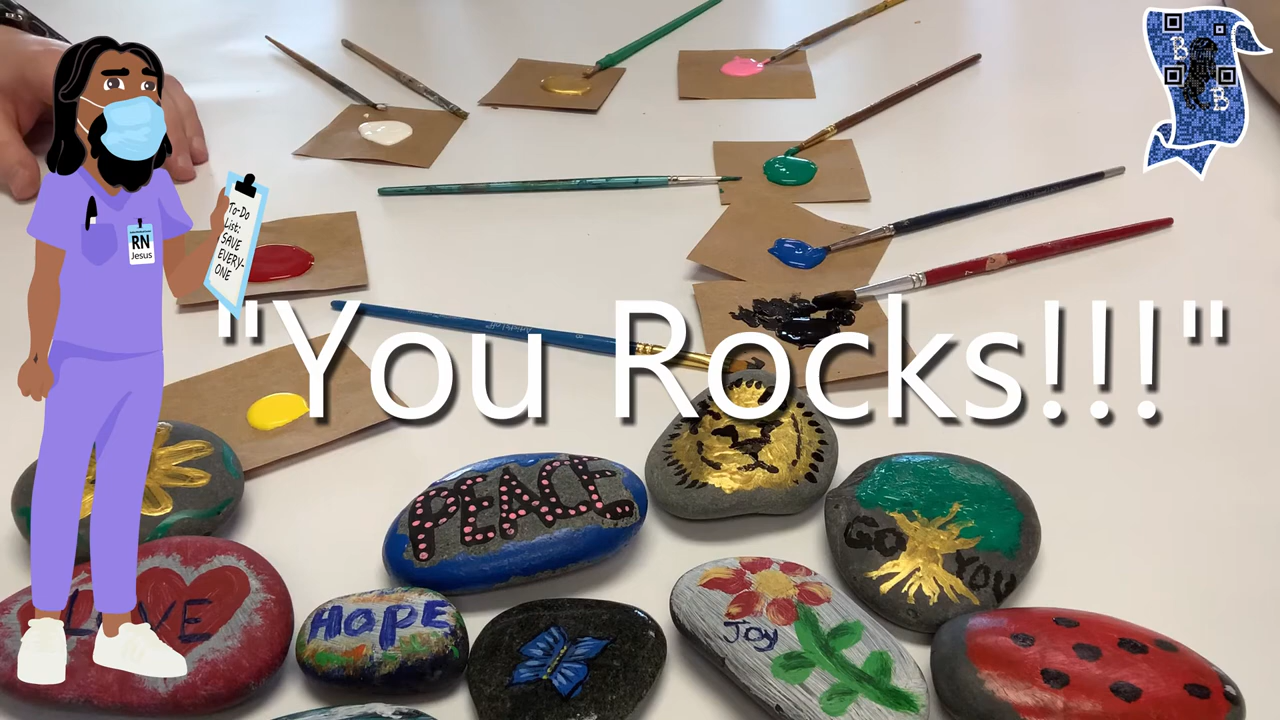 B
B
To-Do
List:
SAVE
EVERY-
ONE
RN
Jesus
"You Rocks!!!"
PEACE
GO
YOU
LOVE
HOPE
Joy